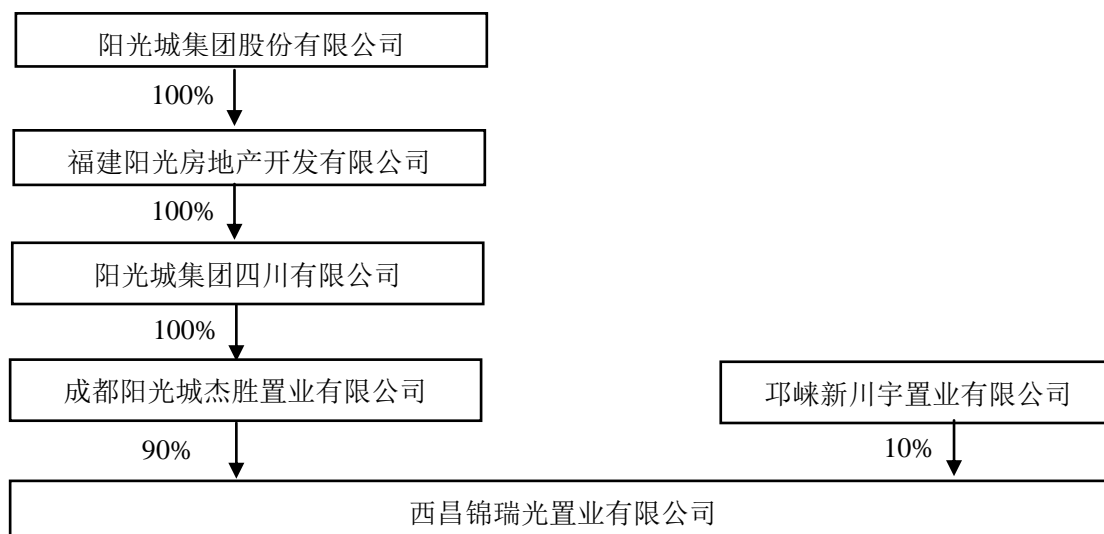 阳光城集团股份有限公司
100%
福建阳光房地产开发有限公司
100%
阳光城集团四川有限公司
100%
成都阳光城杰胜置业有限公司
邛崃新川宇置业有限公司
90%
10%
西昌锦瑞光置业有限公司